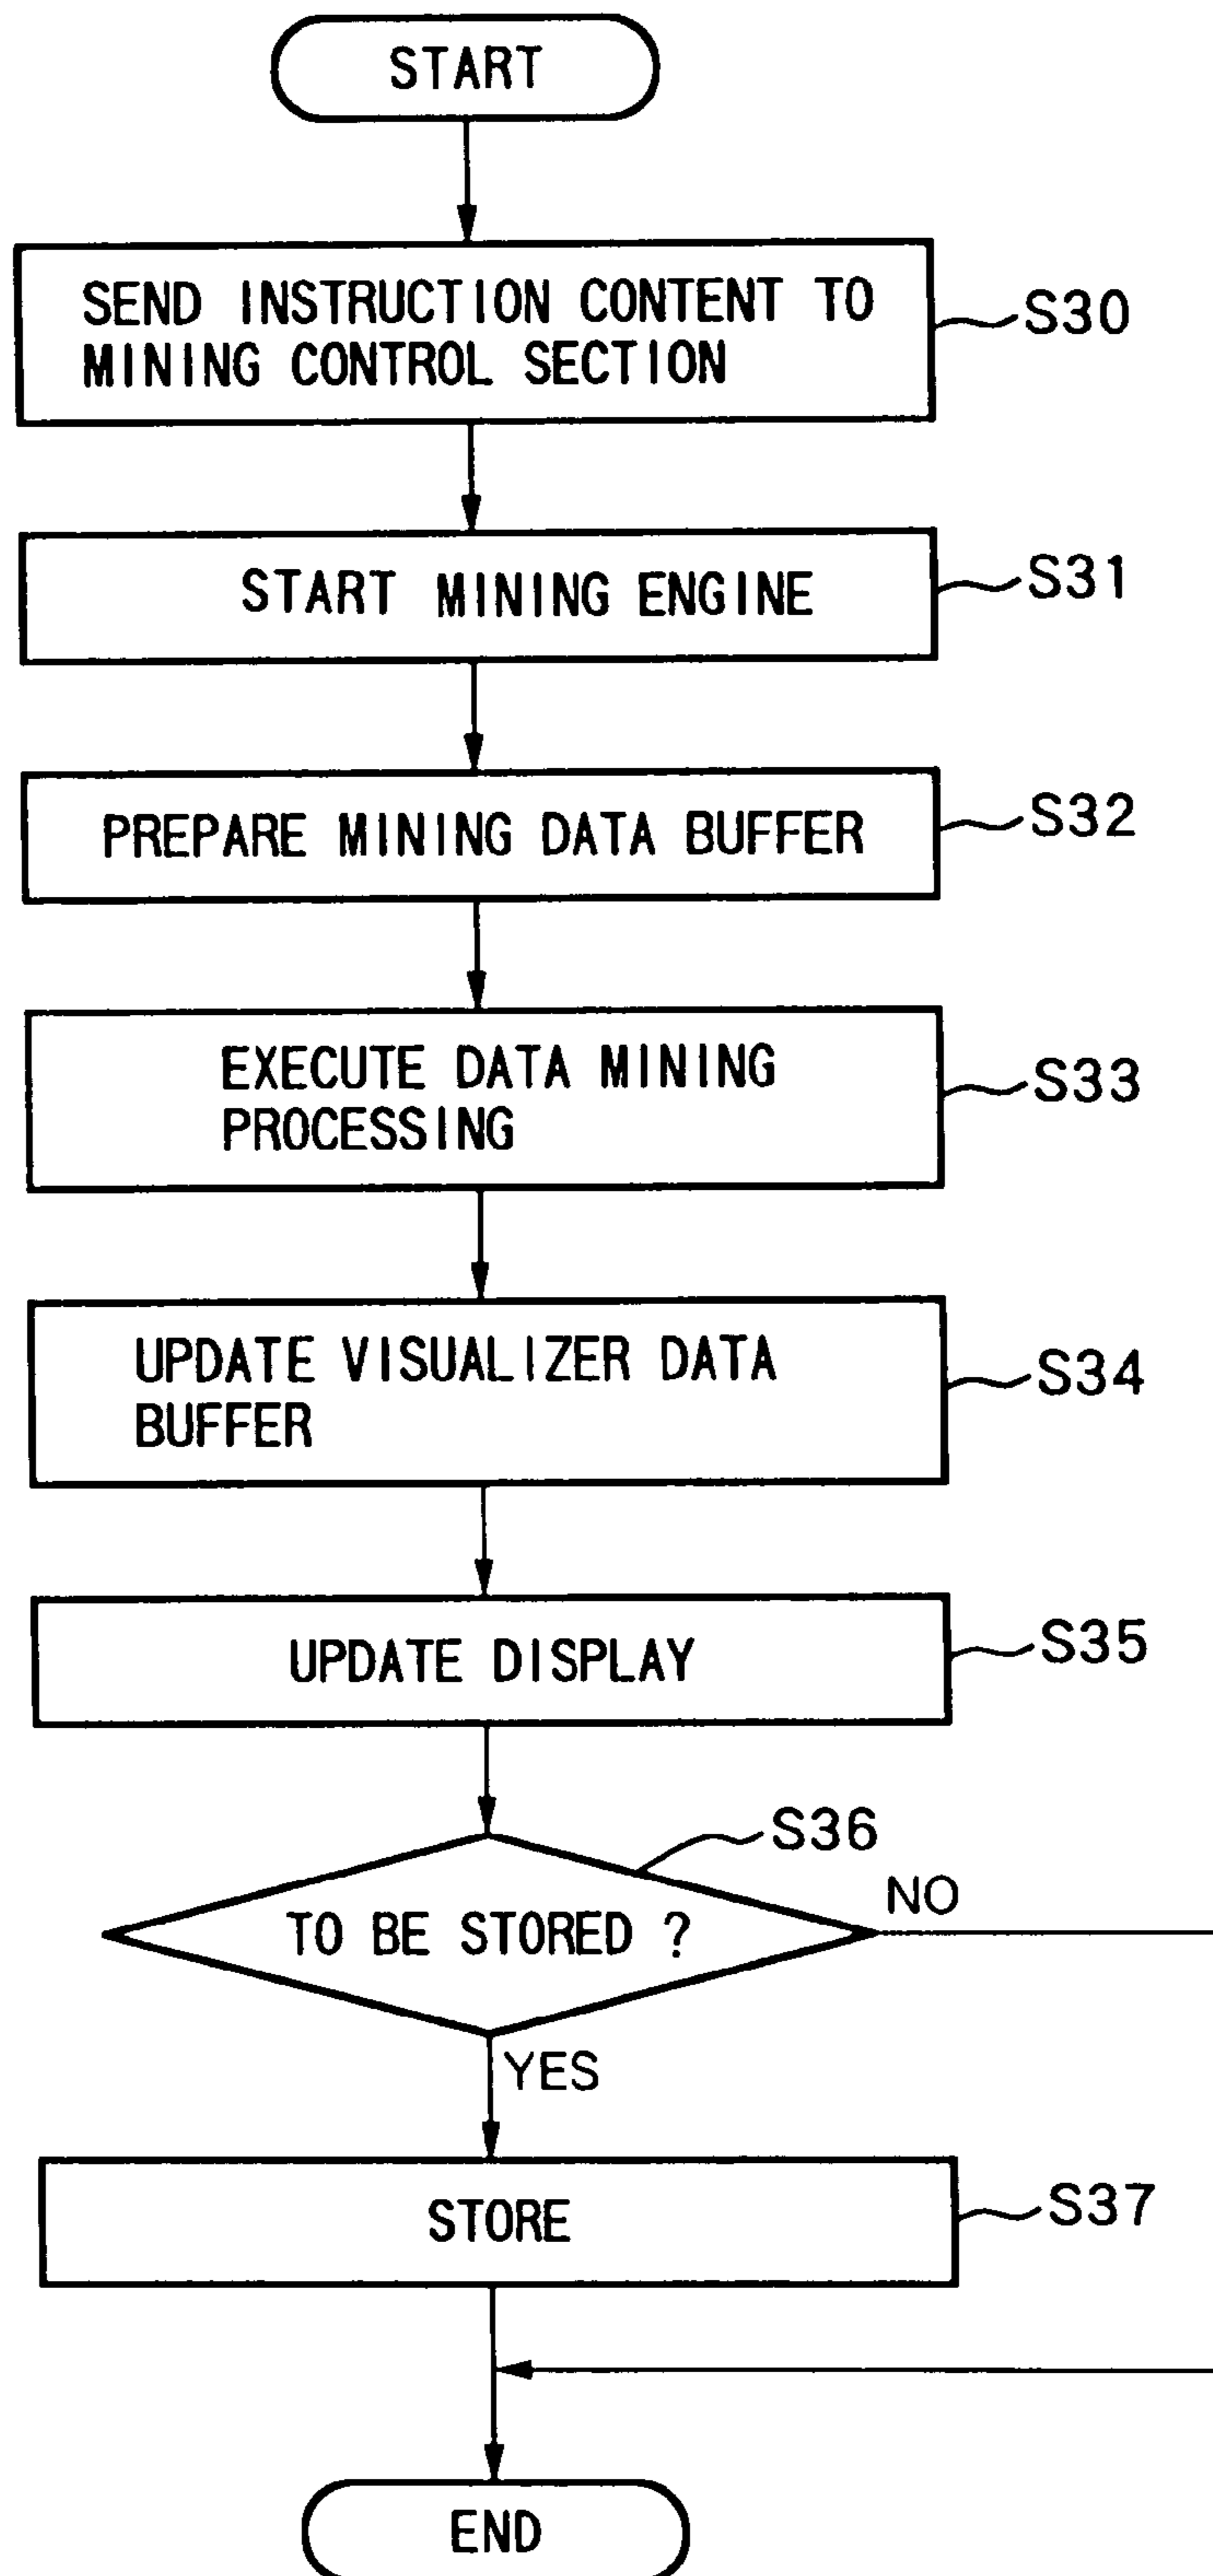 START
SEND INSTRUCTION CONTENT TO
MINING CONTROL SECTION
S30
START MINING ENGINE
S31
PREPARE MINING DATA BUFFER
S32
EXECUTE DATA MINING
PROCESSING
S33
UPDATE VISUALIZER DATA
BUFFER
S34
UPDATE DISPLAY
S35
S36
TO BE STORED ?
NO
YES
STORE
S37
END